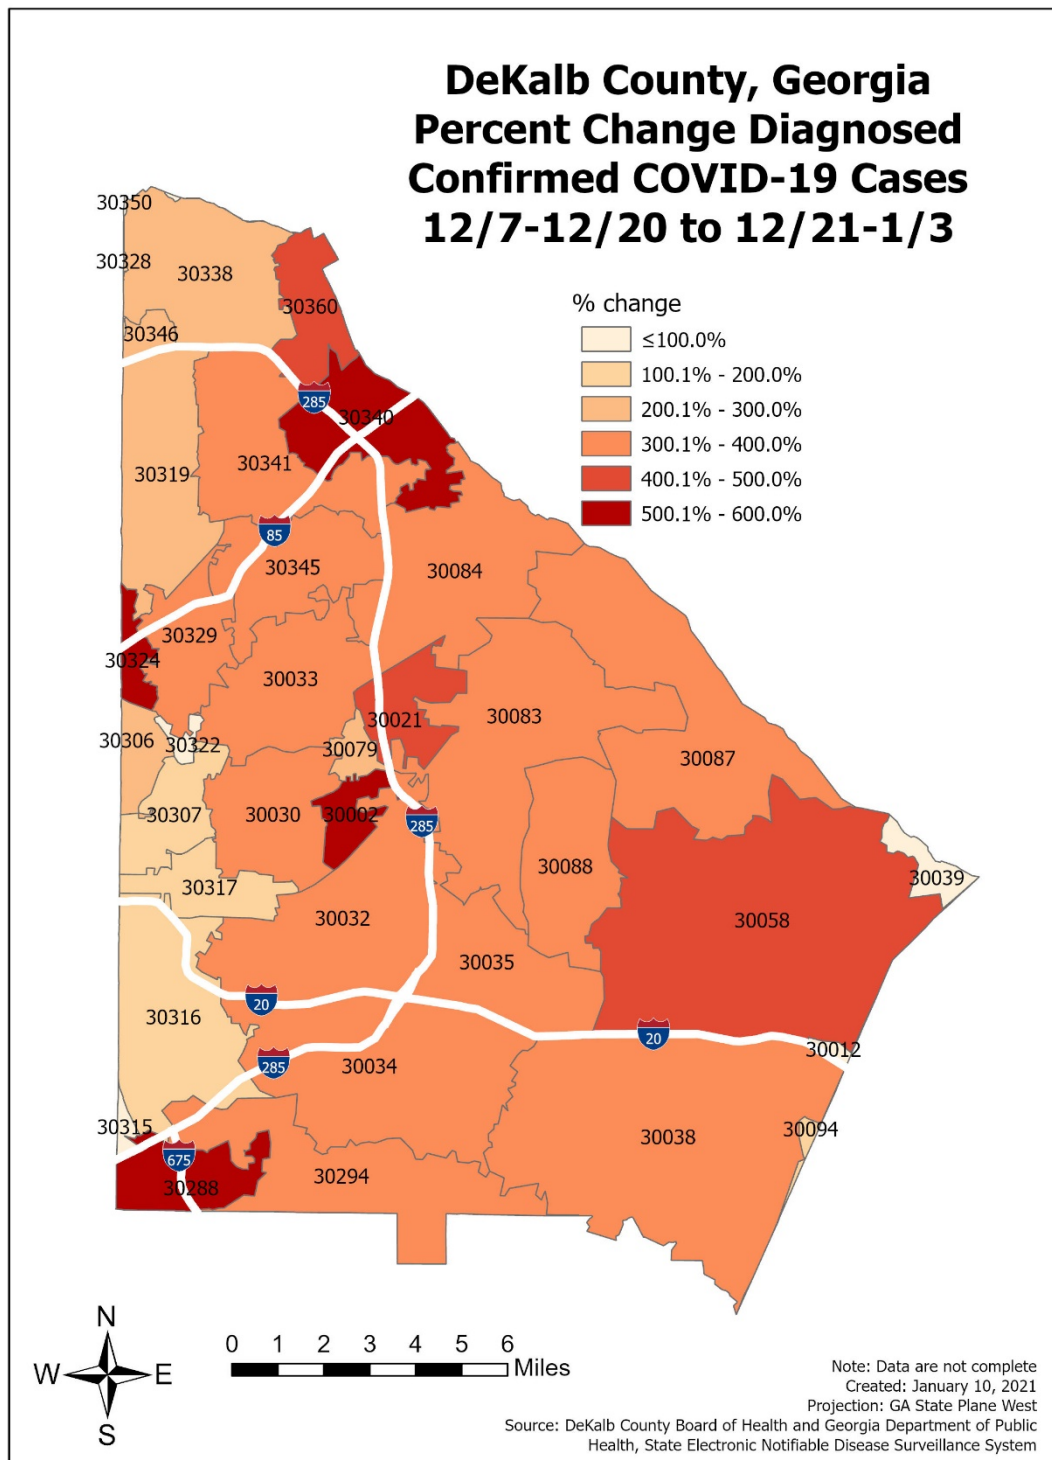 DeKalb County, Georgia
Percent Change Diagnosed
Confirmed COVID-19 Cases
12/7-12/20 to 12/21-1/3
% change
≤100.0%
100.1% - 200.0%
200.1% - 300.0%
300.1% - 400.0%
400.1% - 500.0%
500.1% - 600.0%
30350
30328
30338
30360
30346
285
30340
30341
30319
85
30345
30084
30329
30324
30033
30021
30083
30306
30322
30079
30087
30307
30030
30002
285
30088
30039
30317
30032
30058
30035
20
30316
20
30012
285
30034
30315
30094
30038
675
30294
30288
N
W
E
S
0 1 2 3 4 5 6
Miles
Note: Data are not complete
Created: January 10, 2021
Projection: GA State Plane West
Source: DeKalb County Board of Health and Georgia Department of Public
Health, State Electronic Notifiable Disease Surveillance System